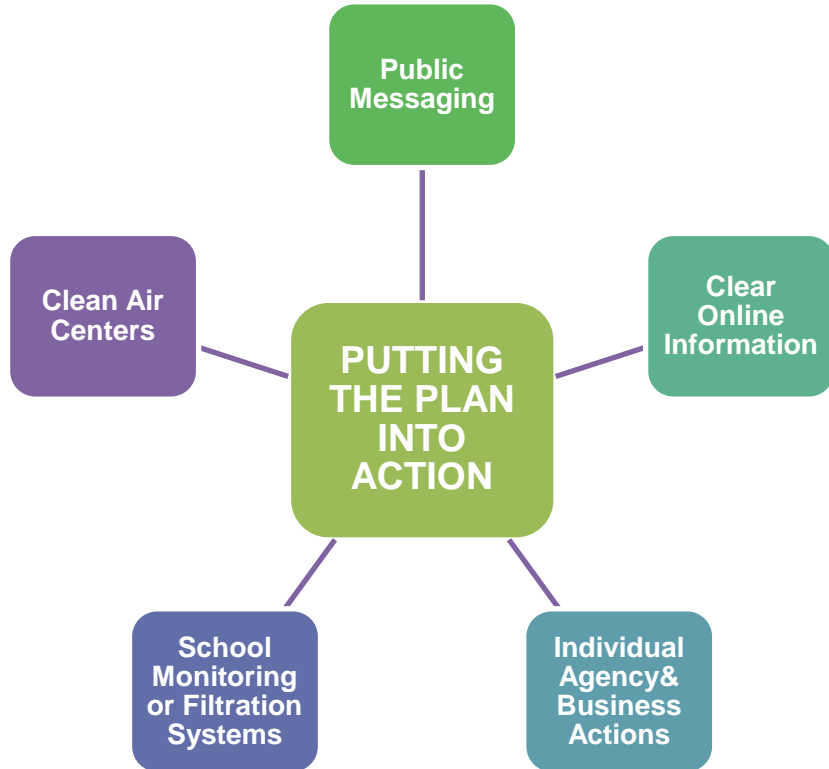 Public
Messaging
Clean Air
Centers
Clear
Online
Information
PUTTING
THE PLAN
INTO
ACTION
School
Monitoring
or Filtration
Systems
Individual
Agency&
Business
Actions